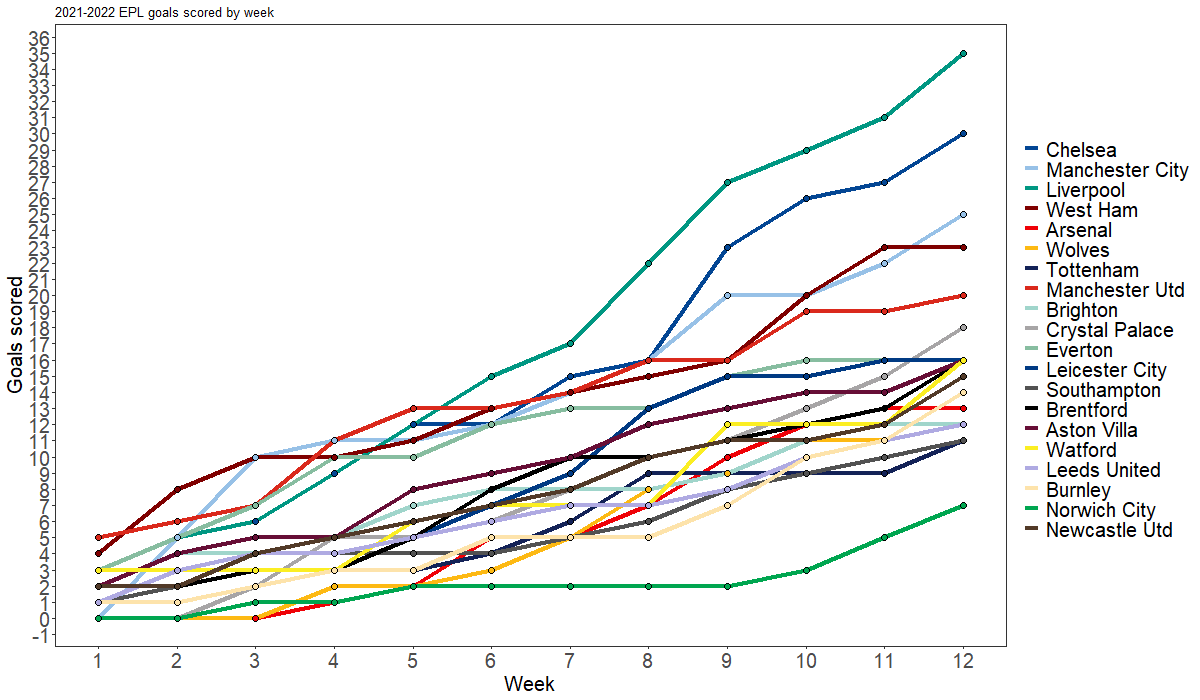 2021-2022 EPL goals scored by week
36
35
34
33
32
31
30
29
28
27
26
25
24
23
22
21
20
19
18
17
16
15
14
13
12
11
10
9
8
7
6
5
4
3
2
1
0
-1
Goals scored
1 2 3 4 5 6 7 8 9 10 11 12
Week
Chelsea
Manchester City
Liverpool
West Ham
Arsenal
Wolves
Tottenham
Manchester Utd
Brighton
Crystal Palace
Everton
Leicester City
Southampton
Brentford
Aston Villa
Watford
Leeds United
Burnley
Norwich City
Newcastle Utd